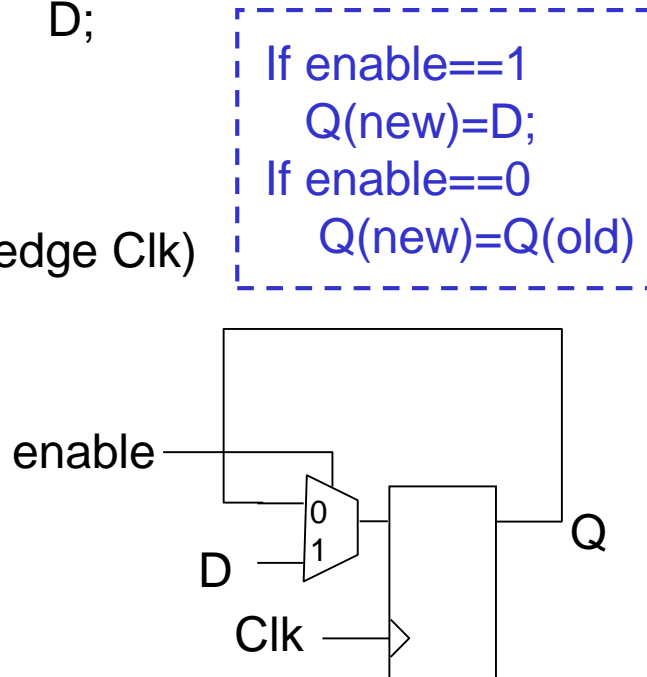 D;
If enable==1
Q(new)=D;
If enable==0
Q(new)=Q(old)
edge Clk)
enable
0
1
D
Q
Clk